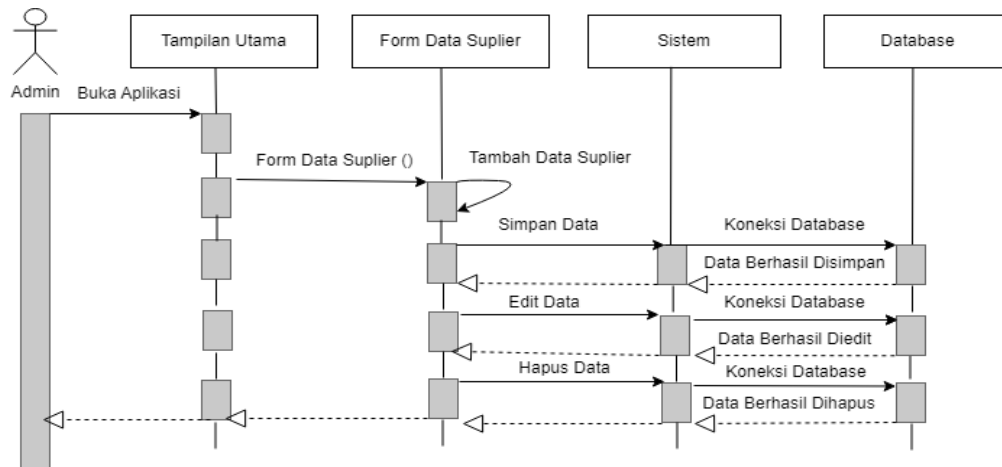 Tampilan Utama
Form Data Suplier
Sistem
Database
Admin
Buka Aplikasi
Form Data Suplier ()
Tambah Data Suplier
Simpan Data
Koneksi Database
Data Berhasil Disimpan
Edit Data
Koneksi Database
Data Berhasil Diedit
Hapus Data
Koneksi Database
Data Berhasil Dihapus